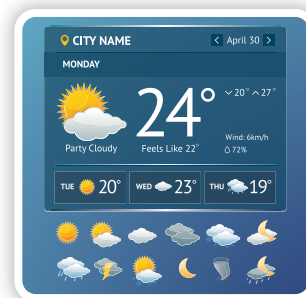 CITY NAME < April 30 >
MONDAY
24° 20° 27°
Party Cloudy Feels Like 22° Wind: 6km/h
72%
TUE 20° WED 23° THU 19°